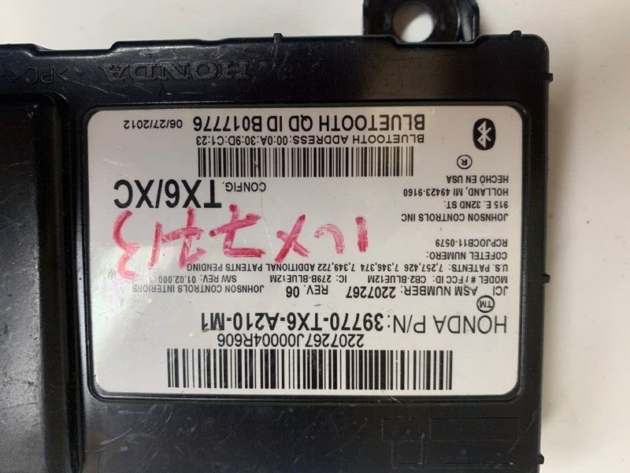 2207267J00004R606
HONDA P/N: 39770-TX6-A210-M1
TM
JCI ASM NUMBER: 2207267 REV. 06 JOHNSON CONTROLS INTERIORS
MODEL # / FCC ID: CB2-BLUE12M IC: 279B-BLUE12M S/W REV.: 01.02.000
U.S. PATENTS: 7,257,426 7,346,374 7,349,722 ADDITIONAL PATENTS PENDING
COFETEL NUMERO:
RCPJOCB11-0579
JOHNSON CONTROLS INC
915 E. 32ND ST.
HOLLAND, MI, 49423-9160
HECHO EN USA
ILX 7713
CONFIG: TX6/XC
®
BLUETOOTH ADDRESS: 00:0A:30:9D:C1:23
BLUETOOTH QD ID B017776 06/27/2012
HONDA